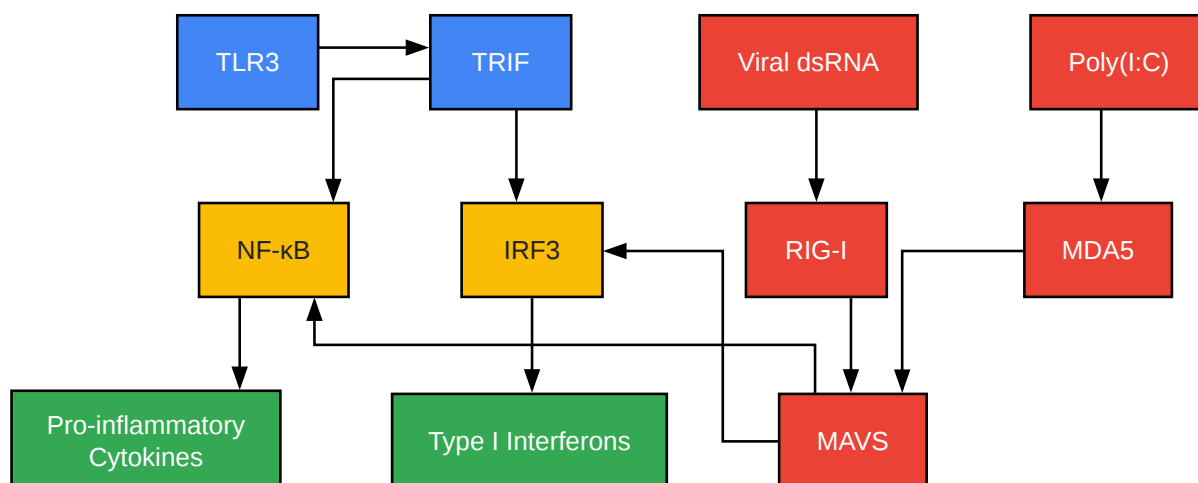 TLR3
TRIF
Viral dsRNA
Poly(I:C)
NF-κB
IRF3
RIG-I
MDA5
Pro-inflammatory
Cytokines
Type I Interferons
MAVS